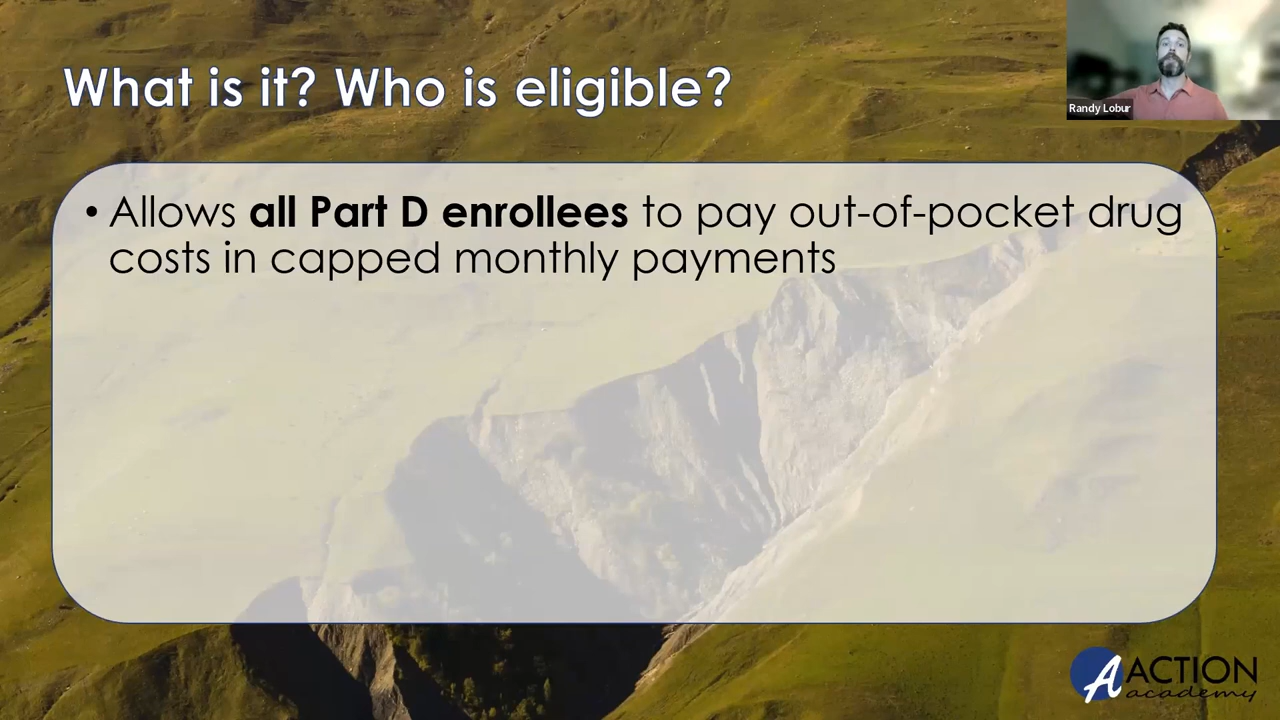 What is it? Who is eligible?
Randy Lobur
• Allows all Part D enrollees to pay out-of-pocket drug
costs in capped monthly payments
A ACTION
academy